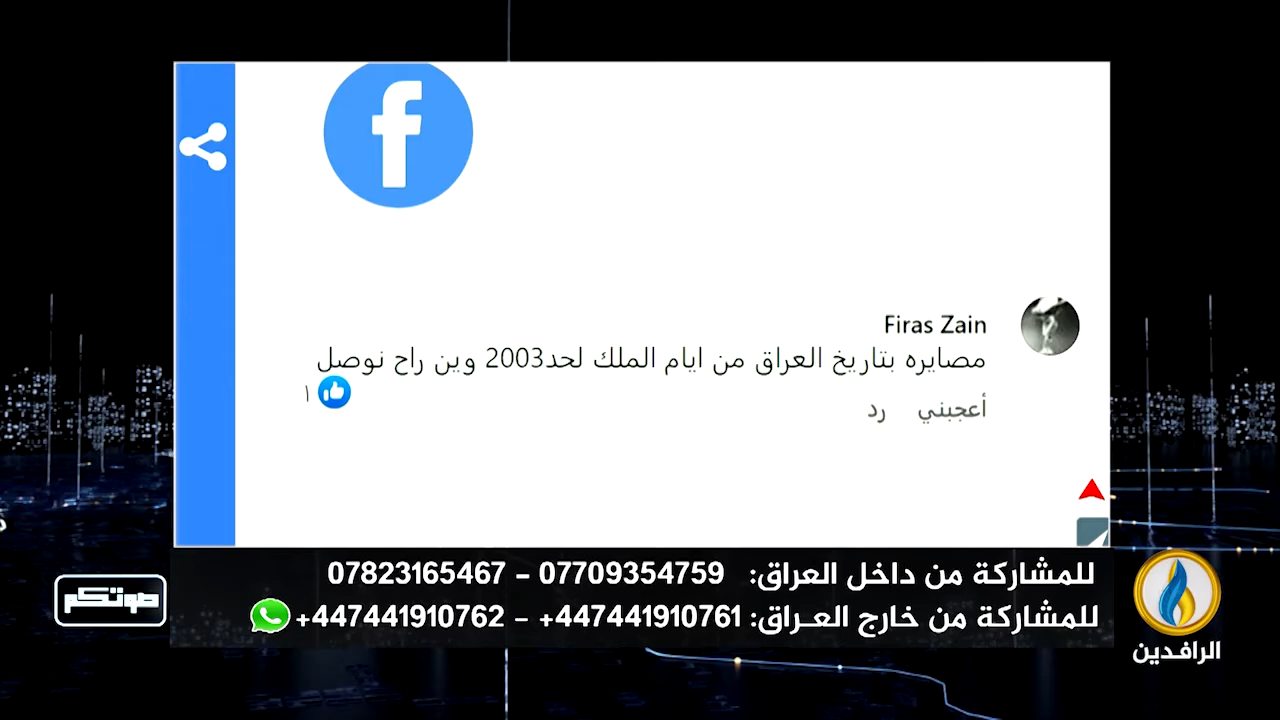 Firas Zain
مصايره بتاريخ العراق من ايام الملك لحد2003 وين راح نوصل
١
أعجبني رد
للمشاركة من داخل العراق: 07709354759 - 07823165467
للمشاركة من خارج العـراق: 447441910761+ - 447441910762+
صوتكم
الرافدين